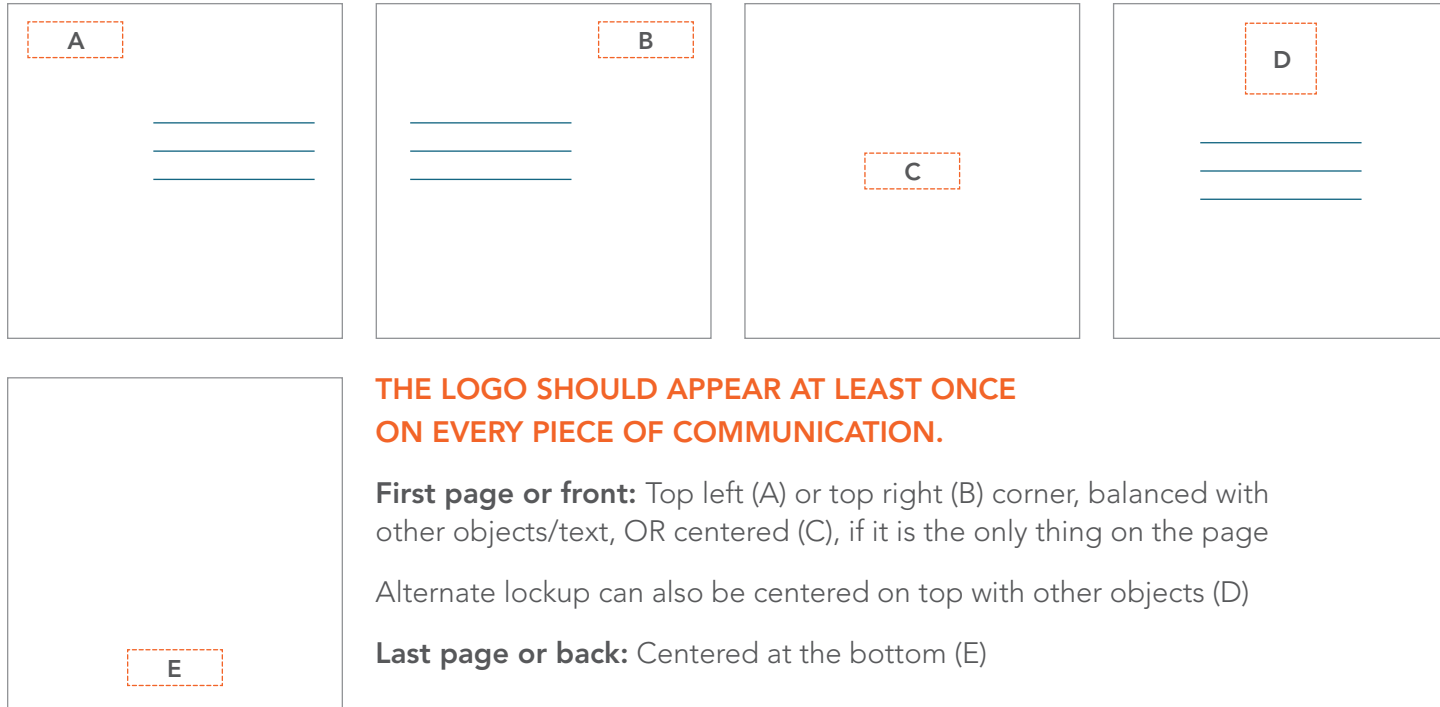 A
B
C
D
THE LOGO SHOULD APPEAR AT LEAST ONCE
ON EVERY PIECE OF COMMUNICATION.
First page or front: Top left (A) or top right (B) corner, balanced with
other objects/text, OR centered (C), if it is the only thing on the page
Alternate lockup can also be centered on top with other objects (D)
Last page or back: Centered at the bottom (E)
E